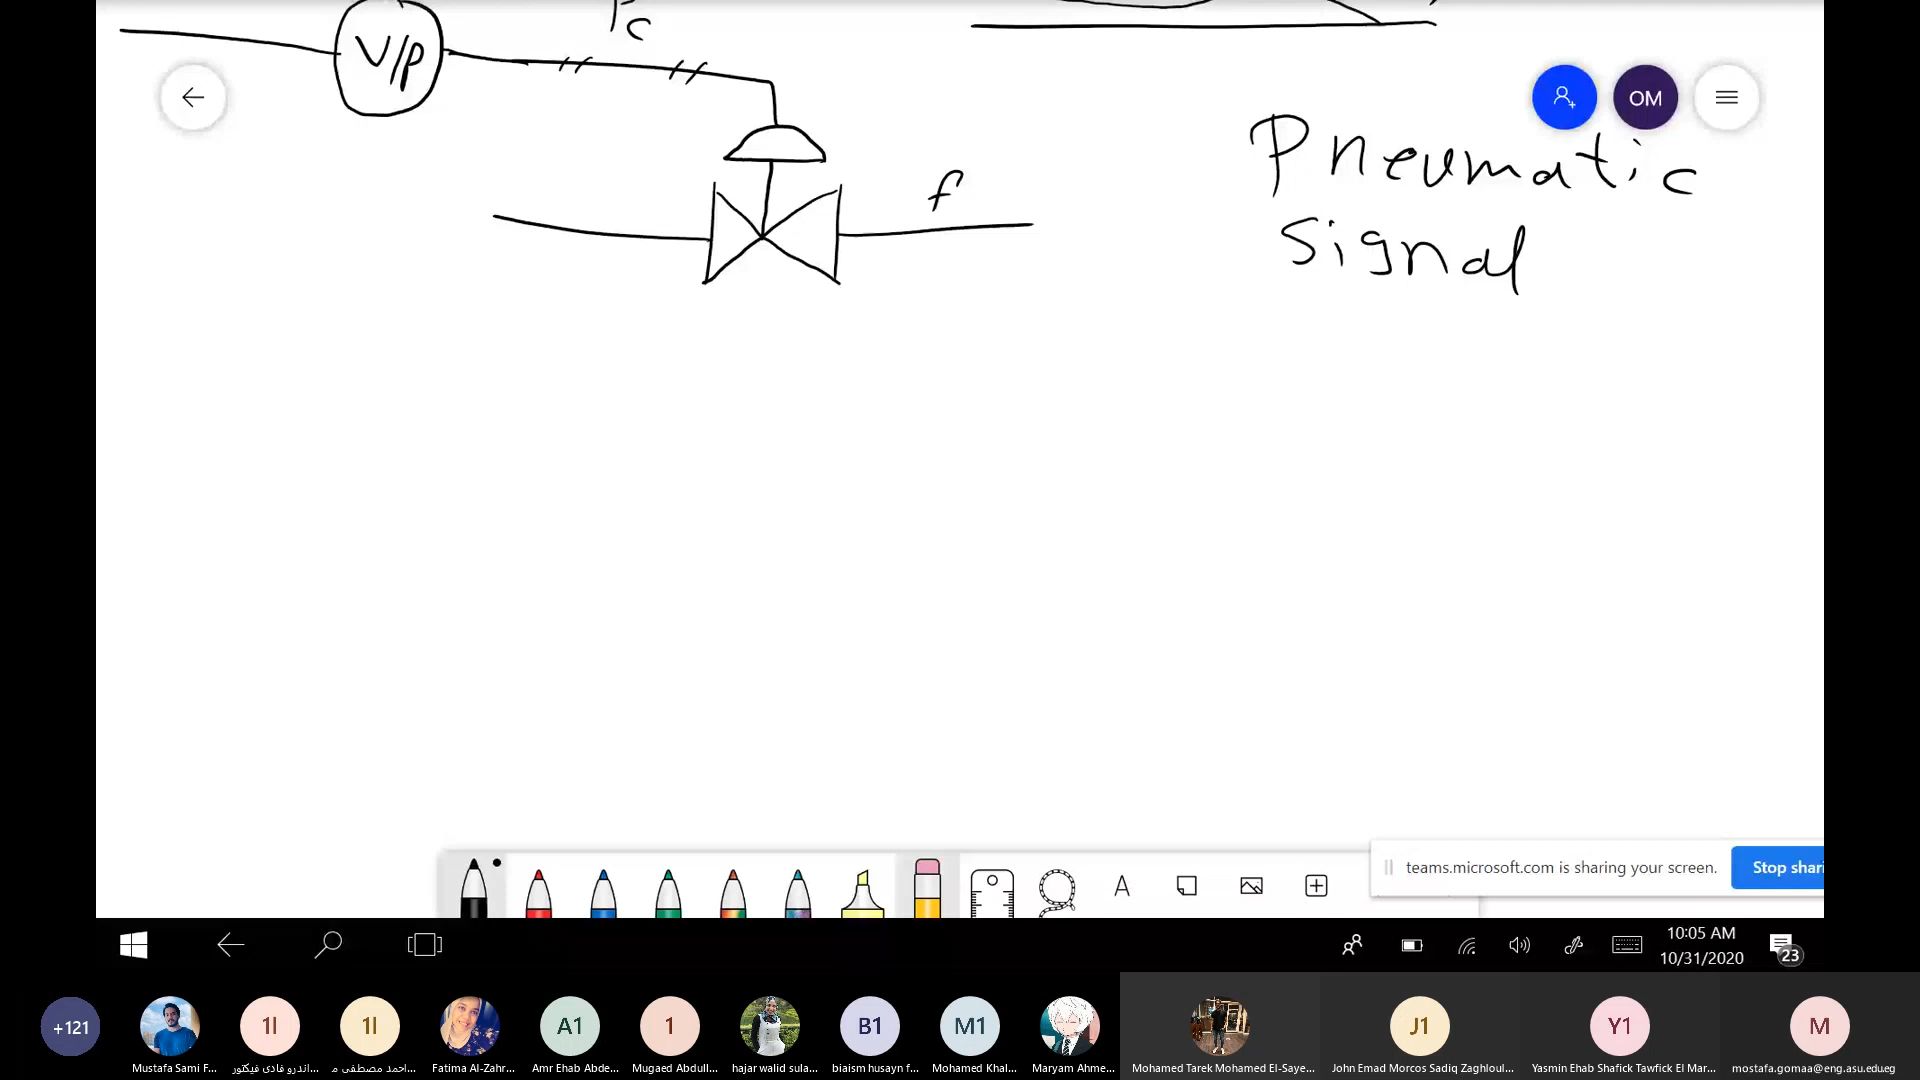 Pc
V/P
OM
Pneumatic
f
Signal
teams.microsoft.com is sharing your screen.
Stop shari
10:05 AM
10/31/2020
23
+121
1I
1I
A1
1
B1
M1
J1
Y1
M
Mustafa Sami F...
اندرو فادى فيكتور...
احمد مصطفى م...
Fatima Al-Zahr...
Amr Ehab Abde...
Mugaed Abdull...
hajar walid sula...
biaism husayn f...
Mohamed Khal...
Maryam Ahme...
Mohamed Tarek Mohamed El-Saye...
John Emad Morcos Sadiq Zaghloul...
Yasmin Ehab Shafick Tawfick El Mar...
mostafa.gomaa@eng.asu.edu.eg